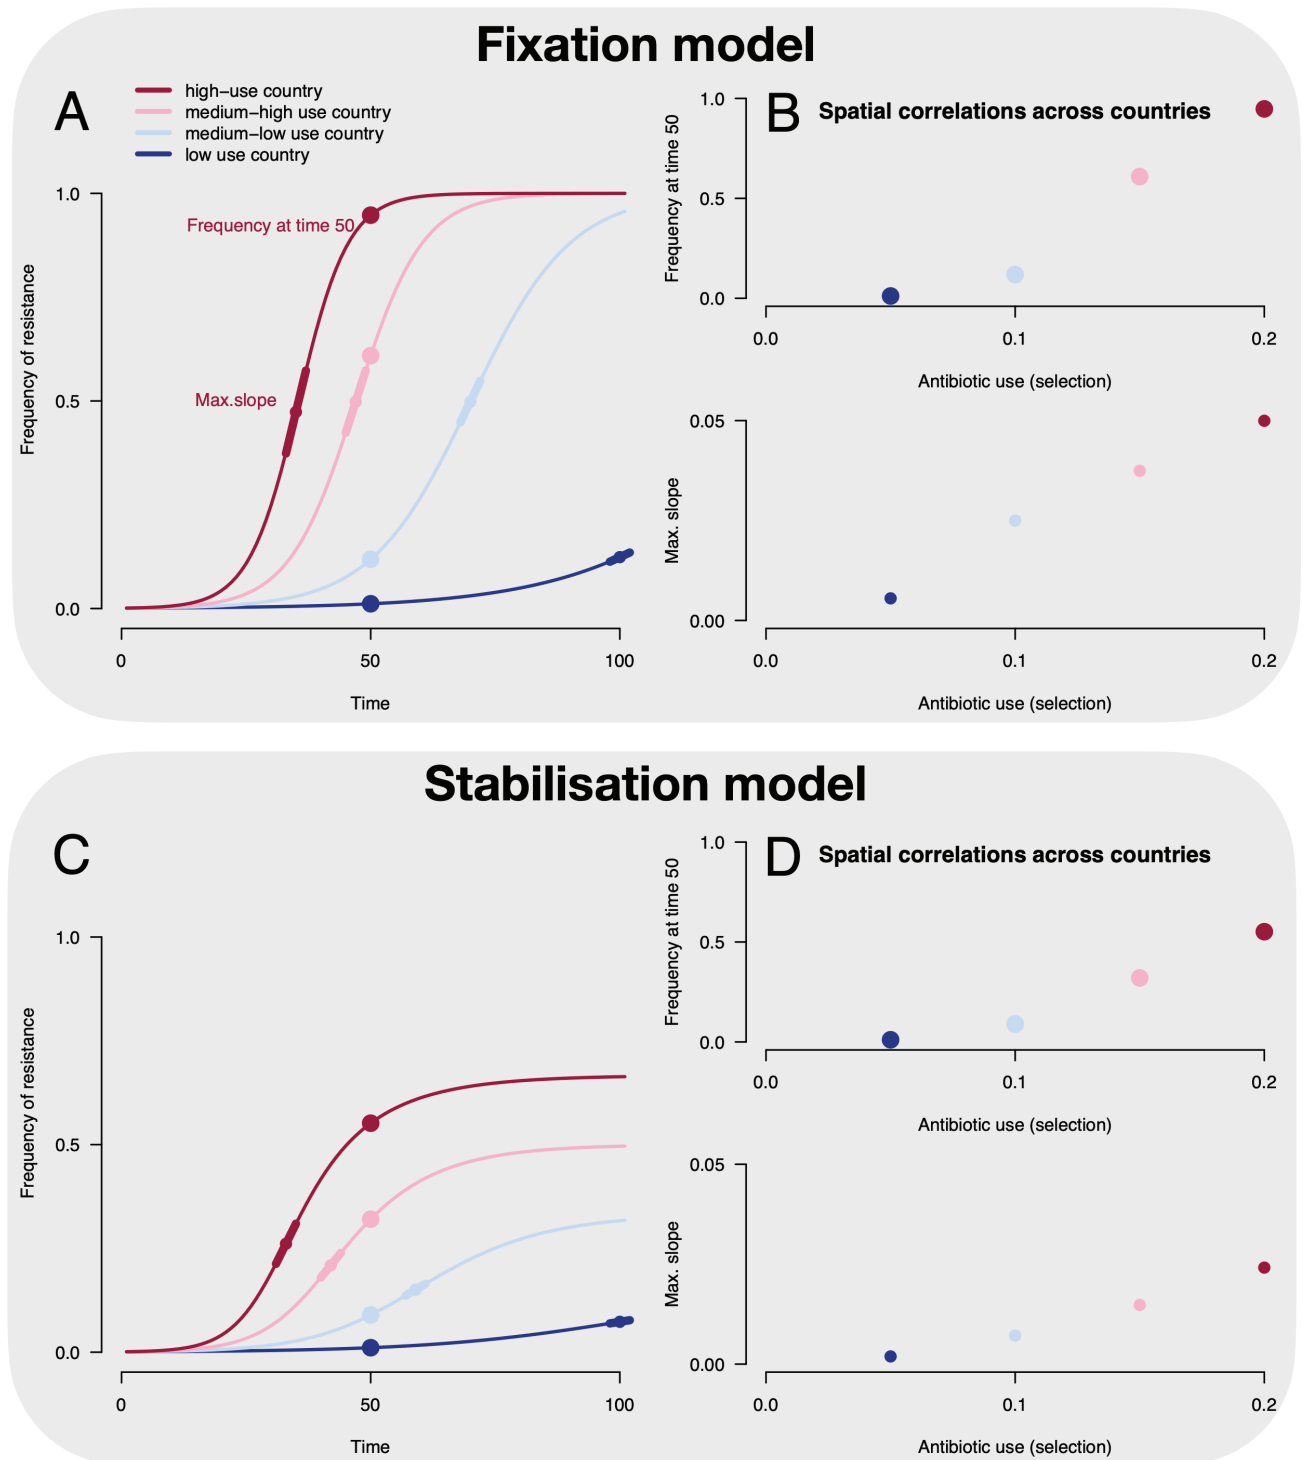 Fixation model
A
high−use country
medium−high use country
medium−low use country
low use country
Frequency of resistance
1.0
0.5
0.0
Frequency at time 50
Max.slope
0
50
100
Time
B
Spatial correlations across countries
Frequency at time 50
1.0
0.5
0.0
0.0
0.1
0.2
Antibiotic use (selection)
Max. slope
0.05
0.00
0.0
0.1
0.2
Antibiotic use (selection)
Stabilisation model
C
Frequency of resistance
1.0
0.5
0.0
0
50
100
Time
D
Spatial correlations across countries
Frequency at time 50
1.0
0.5
0.0
0.0
0.1
0.2
Antibiotic use (selection)
Max. slope
0.05
0.00
0.0
0.1
0.2
Antibiotic use (selection)